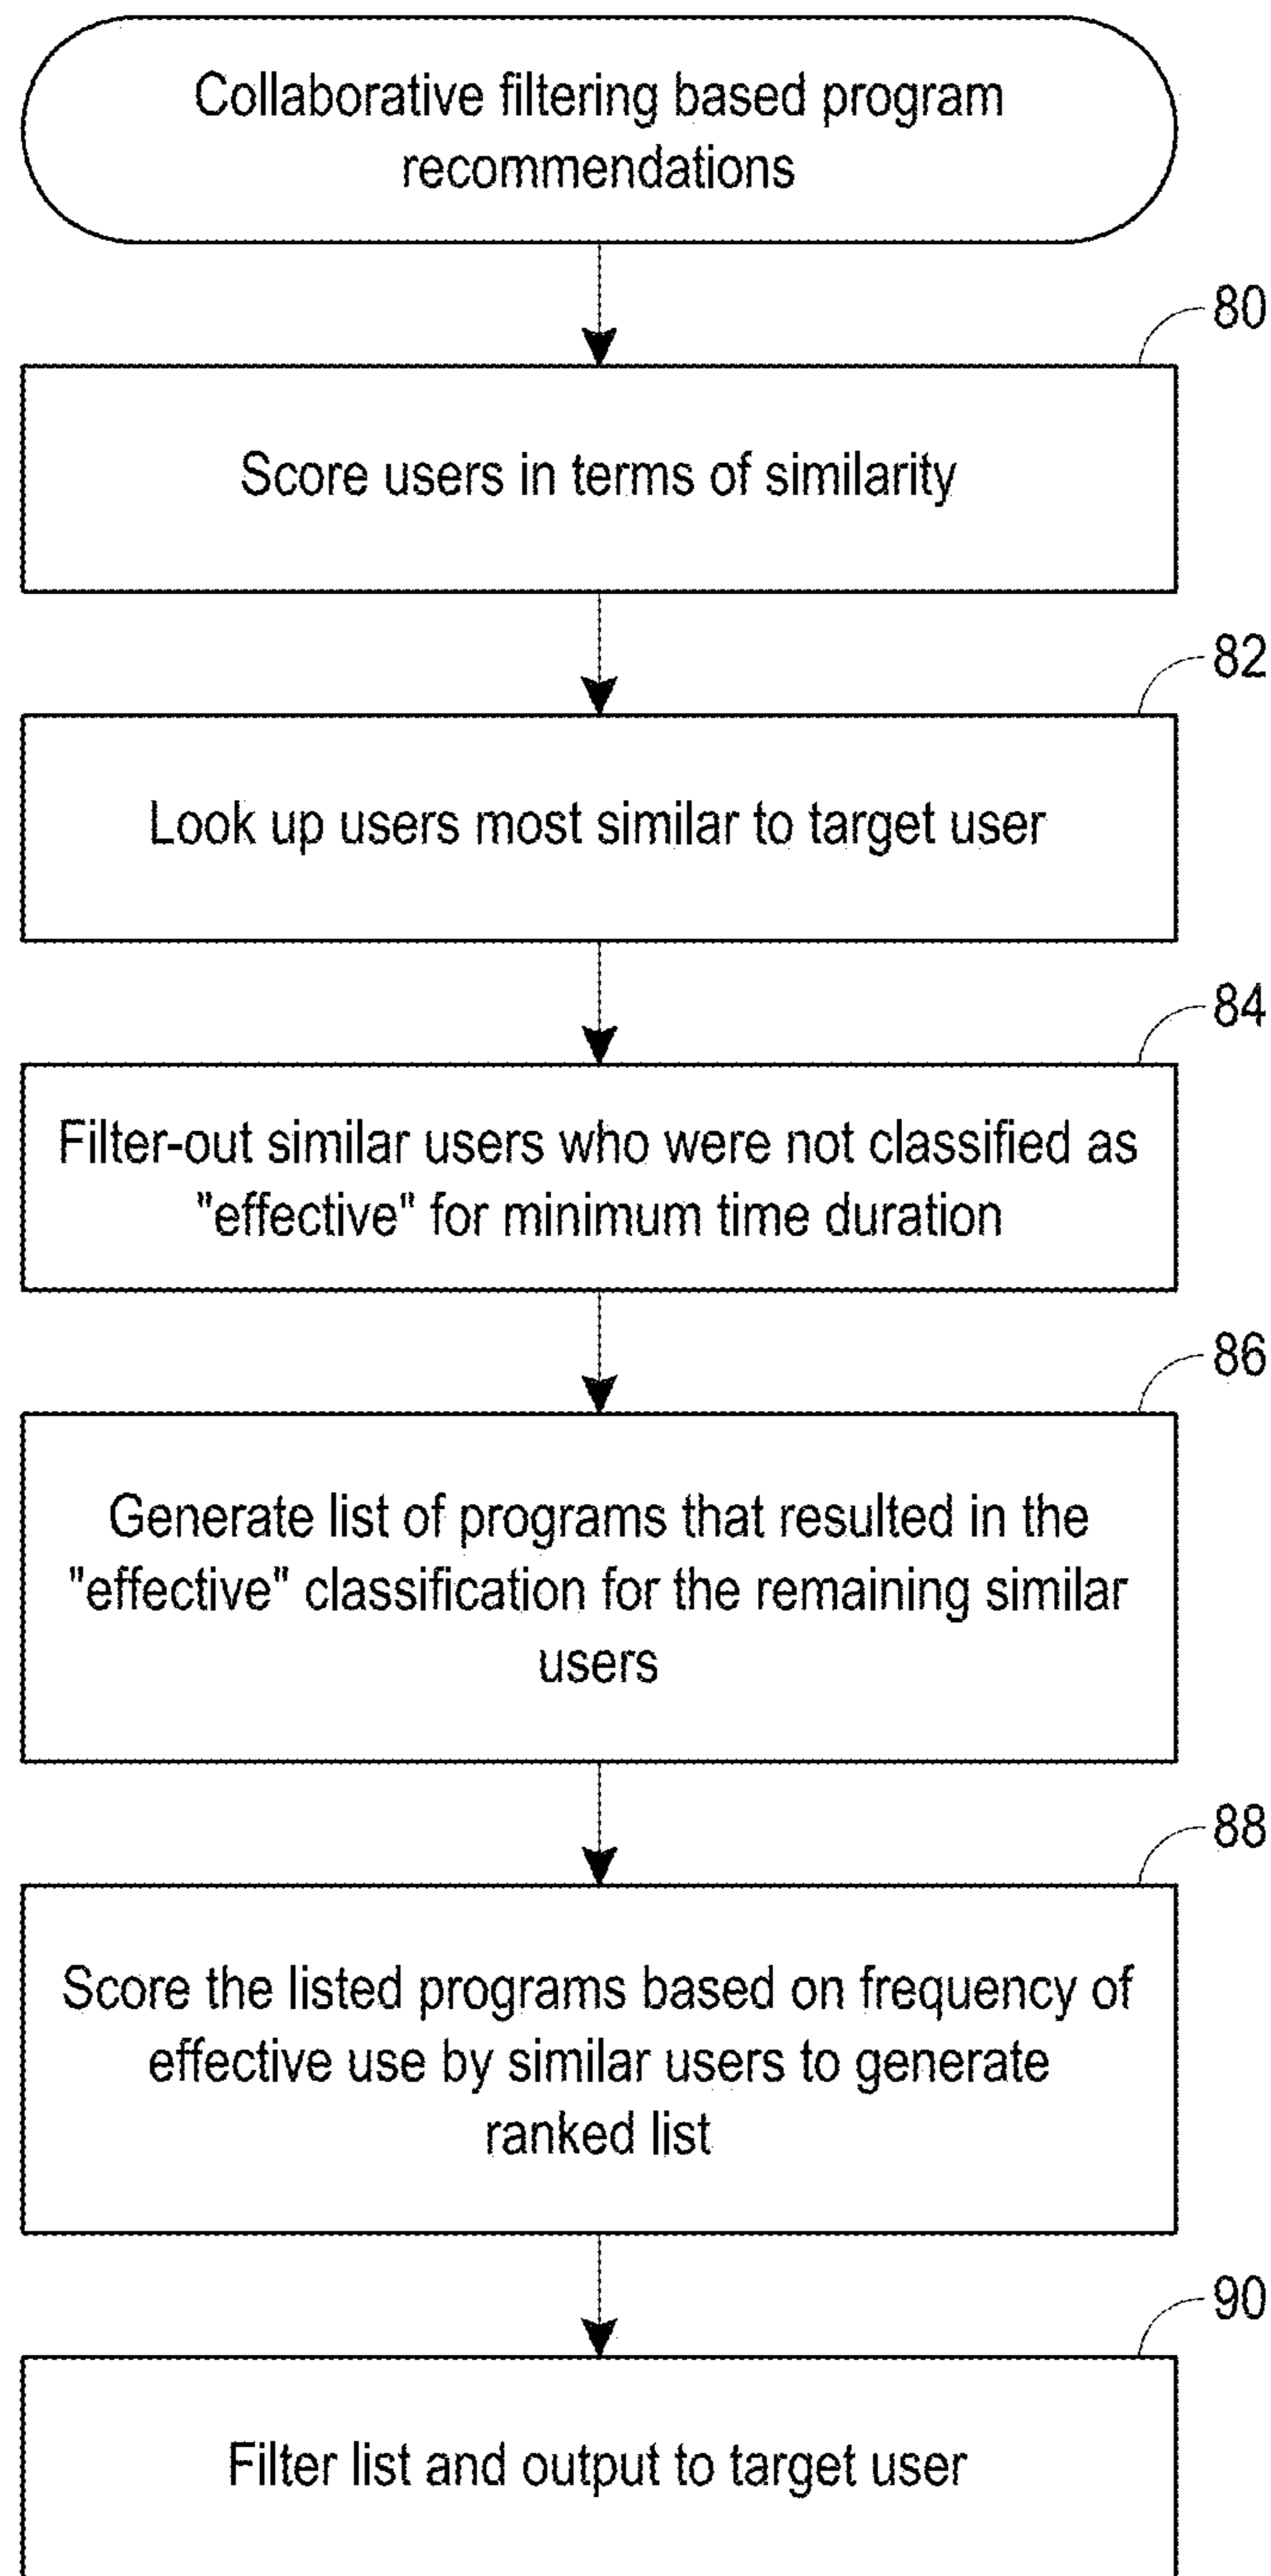 Collaborative filtering based program
recommendations
80
Score users in terms of similarity
82
Look up users most similar to target user
84
Filter-out similar users who were not classified as
"effective" for minimum time duration
86
Generate list of programs that resulted in the
"effective" classification for the remaining similar
users
88
Score the listed programs based on frequency of
effective use by similar users to generate
ranked list
90
Filter list and output to target user